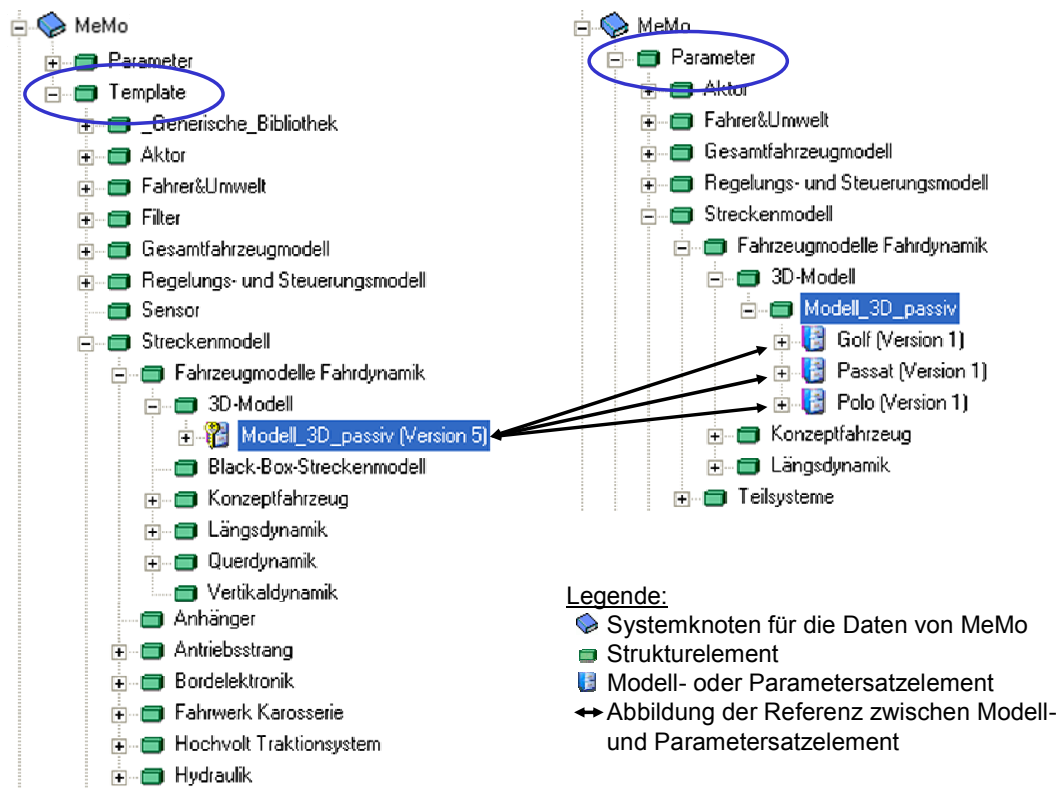 MeMo
Parameter
Template
_Generische_Bibliothek
Aktor
Fahrer&Umwelt
Filter
Gesamtfahrzeugmodell
Regelungs- und Steuerungsmodell
Sensor
Streckenmodell
Fahrzeugmodelle Fahrdynamik
3D-Modell
Modell_3D_passiv (Version 5)
Black-Box-Streckenmodell
Konzeptfahrzeug
Längsdynamik
Querdynamik
Vertikaldynamik
Anhänger
Antriebsstrang
Bordelektronik
Fahrwerk Karosserie
Hochvolt Traktionsystem
Hydraulik
MeMo
Parameter
Aktor
Fahrer&Umwelt
Gesamtfahrzeugmodell
Regelungs- und Steuerungsmodell
Streckenmodell
Fahrzeugmodelle Fahrdynamik
3D-Modell
Modell_3D_passiv
Golf (Version 1)
Passat (Version 1)
Polo (Version 1)
Konzeptfahrzeug
Längsdynamik
Teilsysteme
Legende:
Systemknoten für die Daten von MeMo
Strukturelement
Modell- oder Parametersatzelement
Abbildung der Referenz zwischen Modell-
und Parametersatzelement